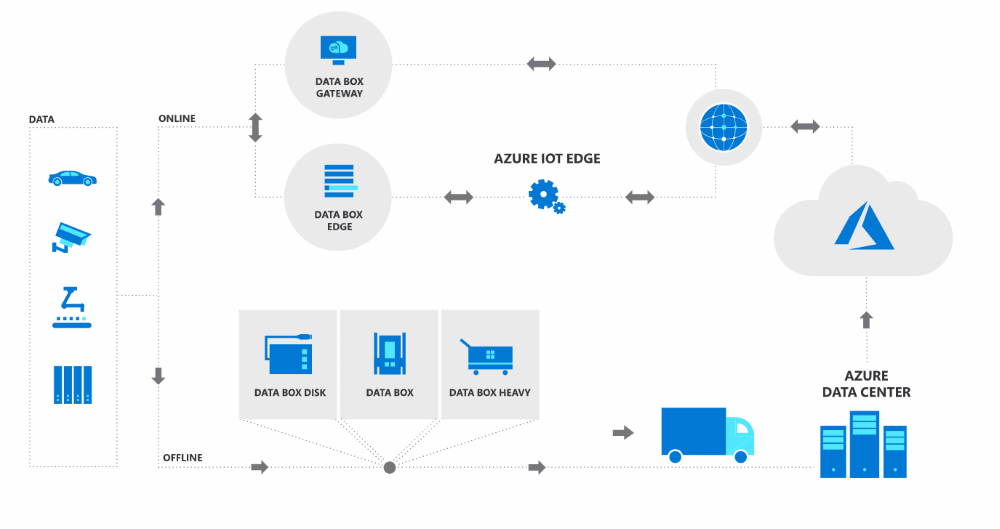 DATA
ONLINE
DATA BOX
GATEWAY
AZURE IOT EDGE
DATA BOX
EDGE
DATA BOX DISK
DATA BOX
DATA BOX HEAVY
AZURE
DATA CENTER
OFFLINE